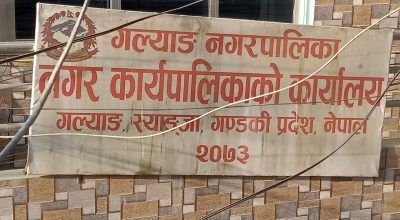 गल्याङ नगरपालिका
नगर कार्यपालिकाको कार्यालय
गल्याङ, स्याङ्जा, गण्डकी प्रदेश, नेपाल
२०७३